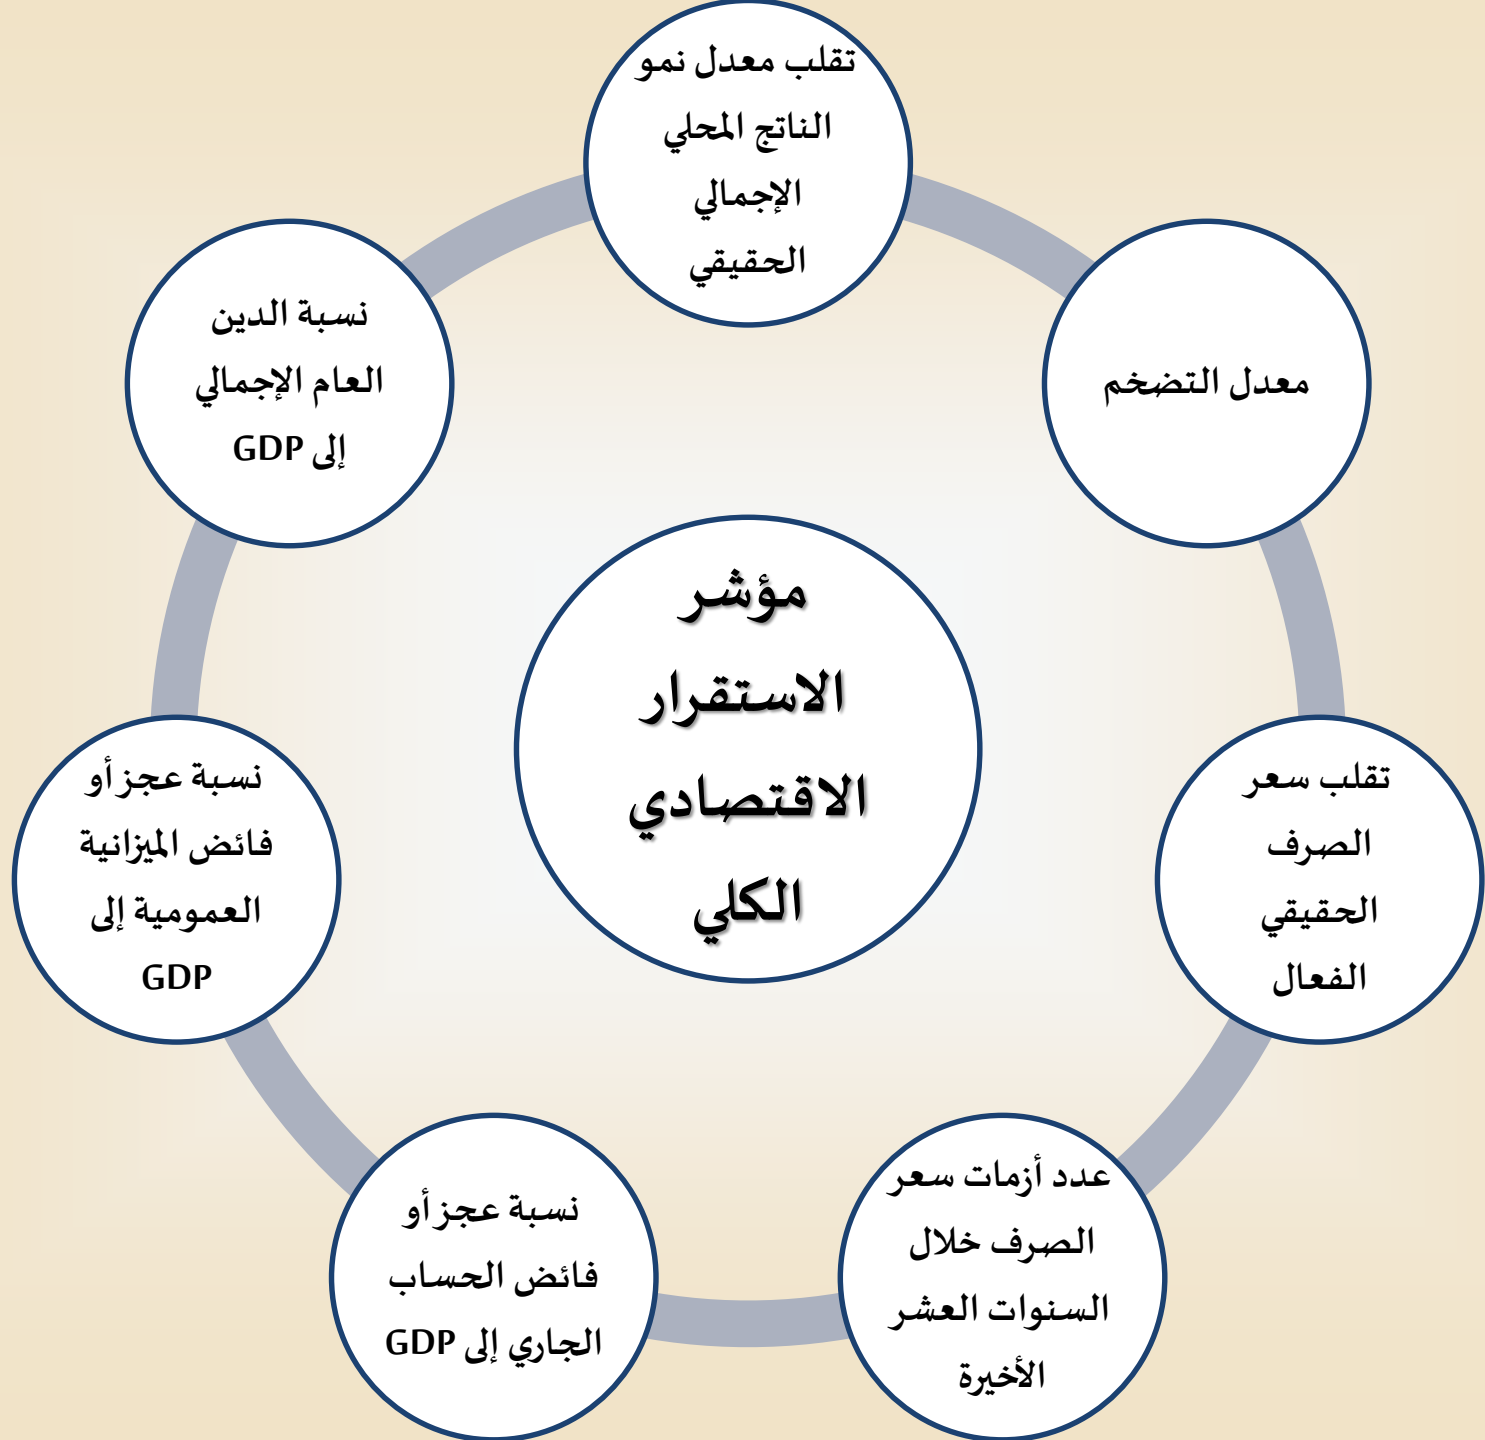 تقلب معدل نمو
الناتج المحلي
الإجمالي
الحقيقي
معدل التضخم
تقلب سعر
الصرف
الحقيقي
الفعال
عدد أزمات سعر
الصرف خلال
السنوات العشر
الأخيرة
نسبة عجز أو
فائض الحساب
الجاري إلى GDP
نسبة عجز أو
فائض الميزانية
العمومية إلى
GDP
نسبة الدين
العام الإجمالي
إلى GDP
مؤشر
الاستقرار
الاقتصادي
الكلي